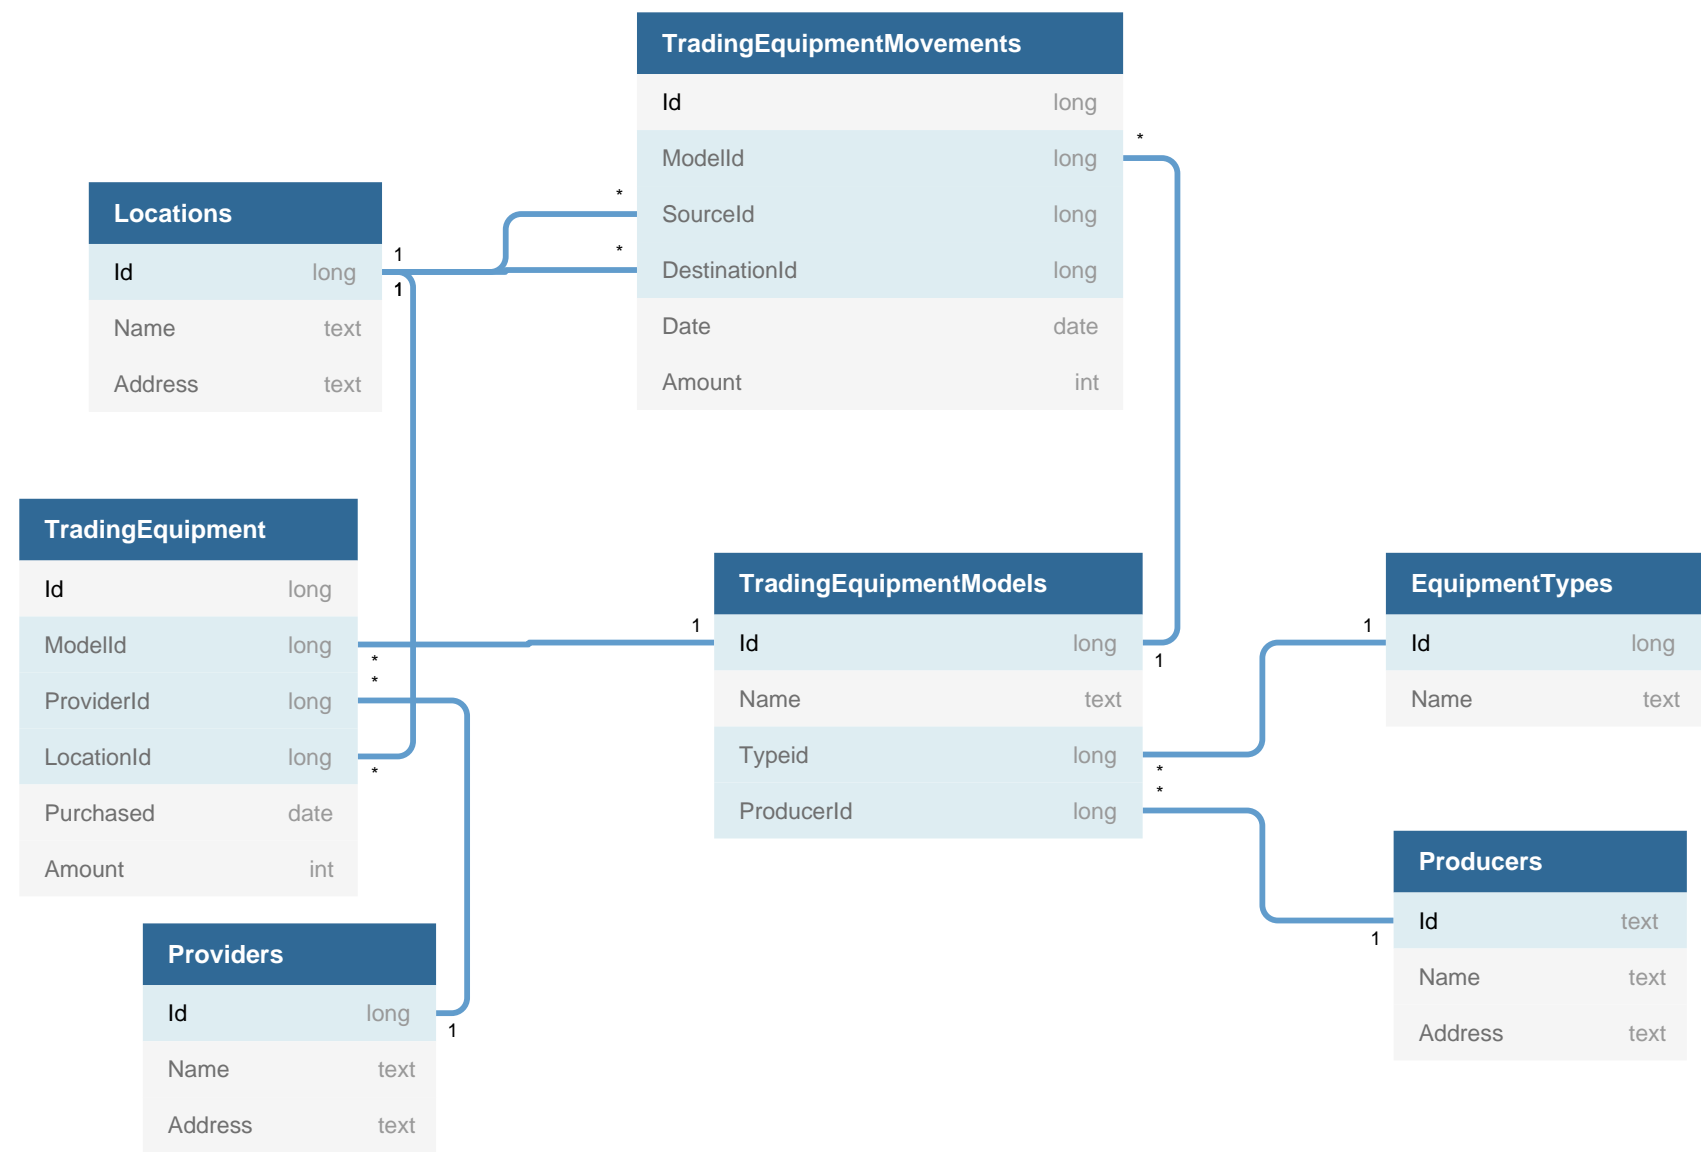 TradingEquipmentMovements
Id long
ModelId long
SourceId long
DestinationId long
Date date
Amount int
*
*
*
1
1
Locations
Id long
Name text
Address text
1
1
TradingEquipment
Id long
ModelId long
ProviderId long
LocationId long
Purchased date
Amount int
*
*
*
TradingEquipmentModels
Id long
Name text
Typeid long
ProducerId long
*
*
EquipmentTypes
1
Id long
Name text
Producers
Id text
Name text
Address text
1
Providers
Id long
Name text
Address text
1